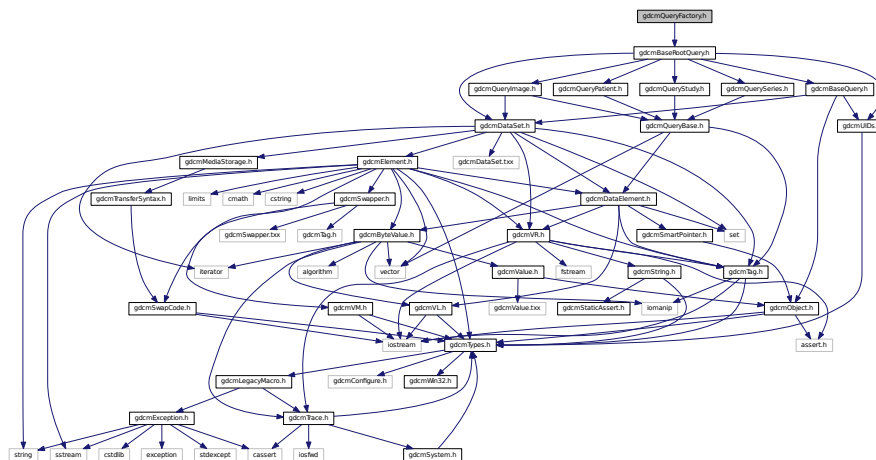 gdcmQueryFactory.h
gdcmBaseRootQuery.h
gdcmQueryImage.h gdcmQueryPatient.h gdcmQueryStudy.h gdcmQuerySeries.h gdcmBaseQuery.h
gdcmDataSet.h gdcmQueryBase.h gdcmUIDs.
gdcmMediaStorage.h gdcmElement.h gdcmDataSet.txx
gdcmTransferSyntax.h limits cmath cstring gdcmSwapper.h gdcmDataElement.h
gdcmSwapper.txx gdcmTag.h gdcmByteValue.h gdcmVR.h gdcmSmartPointer.h set
iterator algorithm vector gdcmValue.h fstream gdcmString.h gdcmTag.h
gdcmSwapCode.h gdcmVM.h gdcmVL.h gdcmValue.txx gdcmStaticAssert.h iomanip gdcmObject.h
iostream gdcmTypes.h assert.h
gdcmLegacyMacro.h gdcmConfigure.h gdcmWin32.h
gdcmException.h gdcmTrace.h
string sstream cstdlib exception stdexcept cassert iosfwd gdcmSystem.h